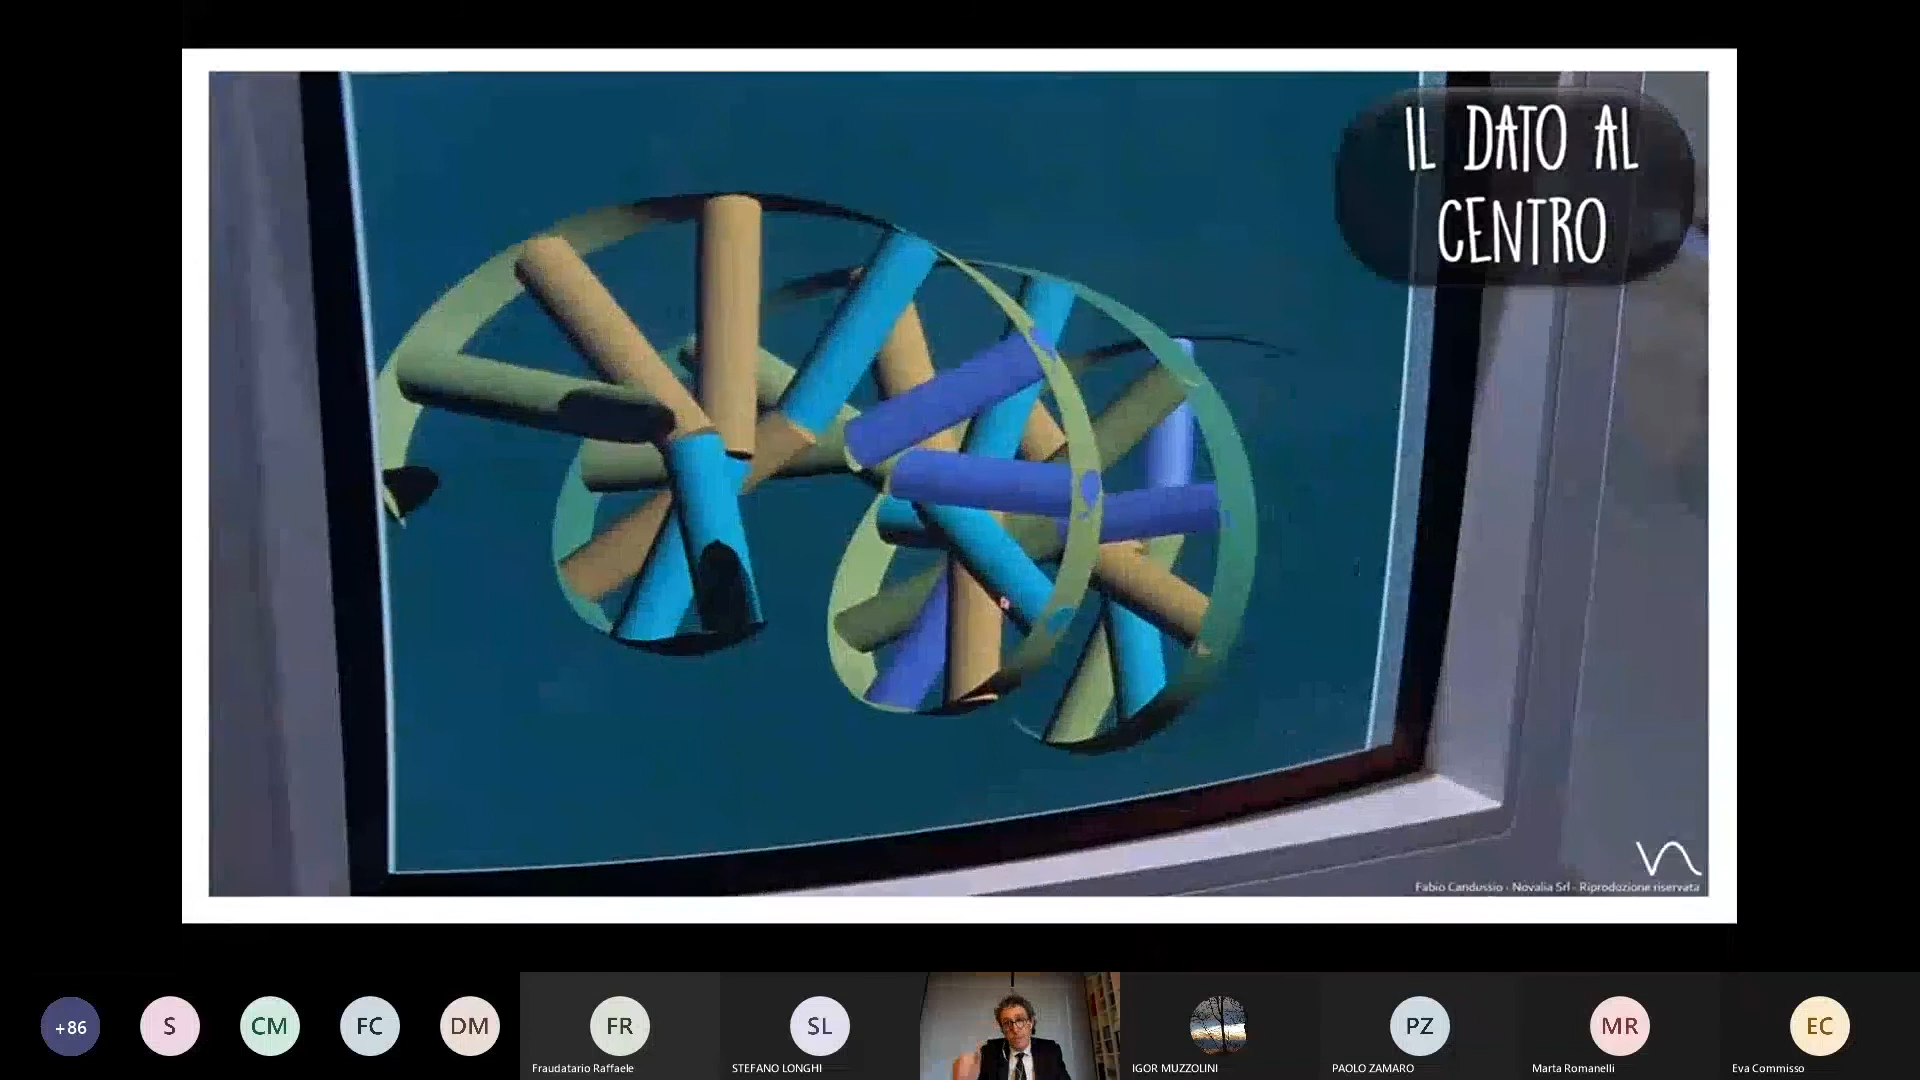 IL DATO AL
CENTRO
Fabio Candussio - Novalia Srl - Riproduzione riservata
+86
S
CM
FC
DM
FR
SL
PZ
MR
EC
Fraudatario Raffaele
STEFANO LONGHI
IGOR MUZZOLINI
PAOLO ZAMARO
Marta Romanelli
Eva Commisso